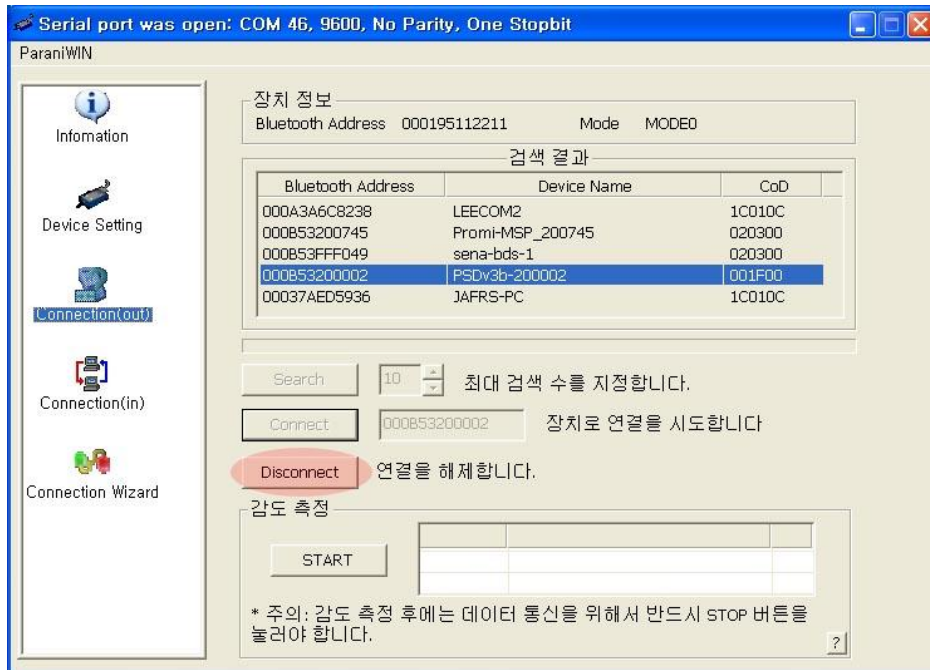 Serial port was open: COM 46, 9600, No Parity, One Stopbit
ParaniWIN
Infomation
Device Setting
Connection(out)
Connection(in)
Connection Wizard
장치 정보
Bluetooth Address 000195112211 Mode MODE0
검색 결과
Bluetooth Address Device Name CoD
000A3A6C8238 LEECOM2 1C010C
000B53200745 Promi-MSP_200745 020300
000B53FFF049 sena-bds-1 020300
000B53200002 PSDv3b-200002 001F00
00037AED5936 JAFRS-PC 1C010C
Search 10 최대 검색 수를 지정합니다.
Connect 000B53200002 장치로 연결을 시도합니다
Disconnect 연결을 해제합니다.
감도 측정
START
* 주의: 감도 측정 후에는 데이터 통신을 위해서 반드시 STOP 버튼을
눌러야 합니다.
?